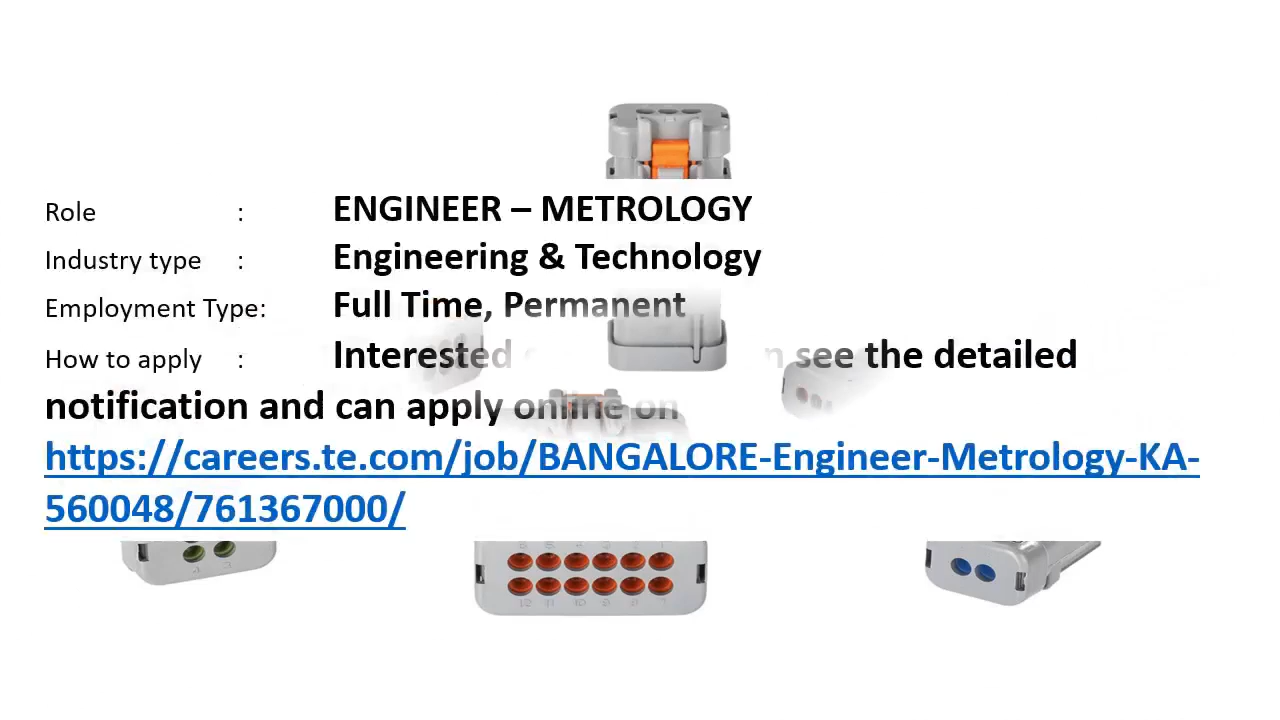 Role : ENGINEER – METROLOGY
Industry type : Engineering & Technology
Employment Type: Full Time, Permanent
How to apply : Interested see the detailed
notification and can apply online on
https://careers.te.com/job/BANGALORE-Engineer-Metrology-KA-
560048/761367000/